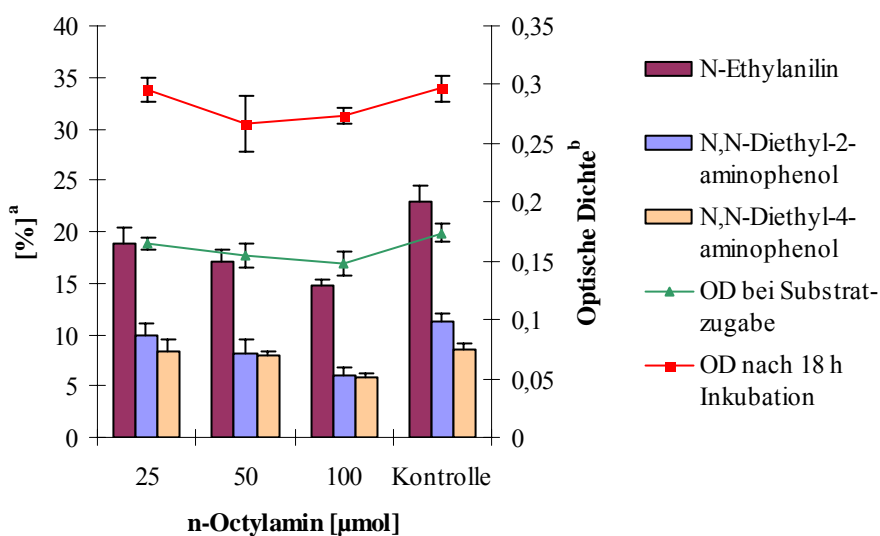 40
35
30
25
20
15
10
5
0
[%]a
0,35
0,3
0,25
0,2
0,15
0,1
0,05
0
Optische Dichteb
25 50 100 Kontrolle
n-Octylamin [µmol]
N-Ethylanilin
N,N-Diethyl-2-
aminophenol
N,N-Diethyl-4-
aminophenol
OD bei Substrat-
zugabe
OD nach 18 h
Inkubation